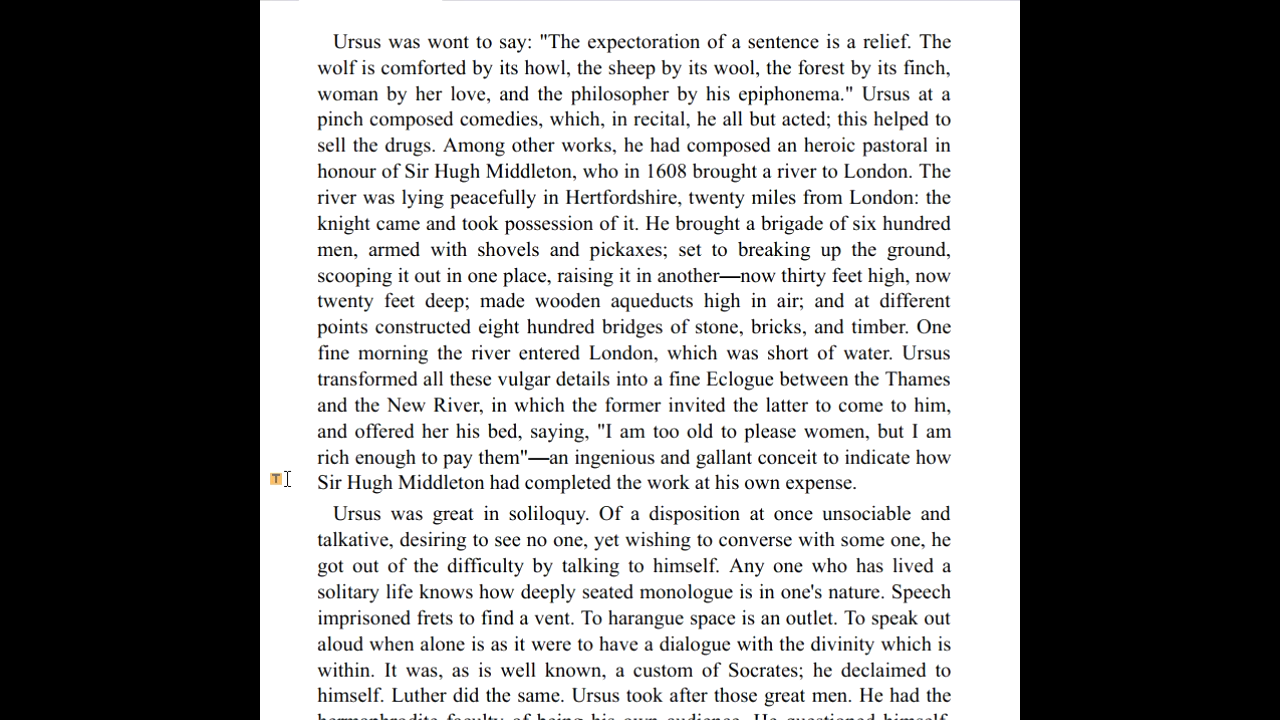 Ursus was wont to say: "The expectoration of a sentence is a relief. The
wolf is comforted by its howl, the sheep by its wool, the forest by its finch,
woman by her love, and the philosopher by his epiphonema." Ursus at a
pinch composed comedies, which, in recital, he all but acted; this helped to
sell the drugs. Among other works, he had composed an heroic pastoral in
honour of Sir Hugh Middleton, who in 1608 brought a river to London. The
river was lying peacefully in Hertfordshire, twenty miles from London: the
knight came and took possession of it. He brought a brigade of six hundred
men, armed with shovels and pickaxes; set to breaking up the ground,
scooping it out in one place, raising it in another—now thirty feet high, now
twenty feet deep; made wooden aqueducts high in air; and at different
points constructed eight hundred bridges of stone, bricks, and timber. One
fine morning the river entered London, which was short of water. Ursus
transformed all these vulgar details into a fine Eclogue between the Thames
and the New River, in which the former invited the latter to come to him,
and offered her his bed, saying, "I am too old to please women, but I am
rich enough to pay them"—an ingenious and gallant conceit to indicate how
T Sir Hugh Middleton had completed the work at his own expense.
Ursus was great in soliloquy. Of a disposition at once unsociable and
talkative, desiring to see no one, yet wishing to converse with some one, he
got out of the difficulty by talking to himself. Any one who has lived a
solitary life knows how deeply seated monologue is in one's nature. Speech
imprisoned frets to find a vent. To harangue space is an outlet. To speak out
aloud when alone is as it were to have a dialogue with the divinity which is
within. It was, as is well known, a custom of Socrates; he declaimed to
himself. Luther did the same. Ursus took after those great men. He had the
hermaphrodite faculty of being his own audience. He questioned himself,